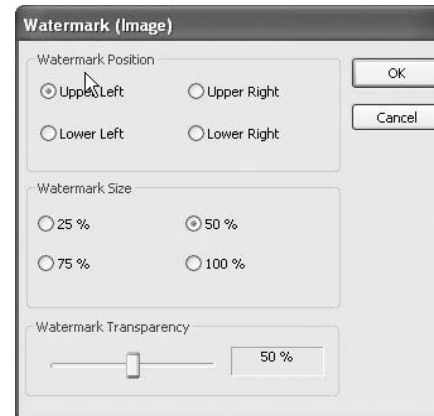 Watermark (Image)
Watermark Position
Upper Left
Upper Right
Lower Left
Lower Right
OK
Cancel
Watermark Size
25 %
50 %
75 %
100 %
Watermark Transparency
50 %